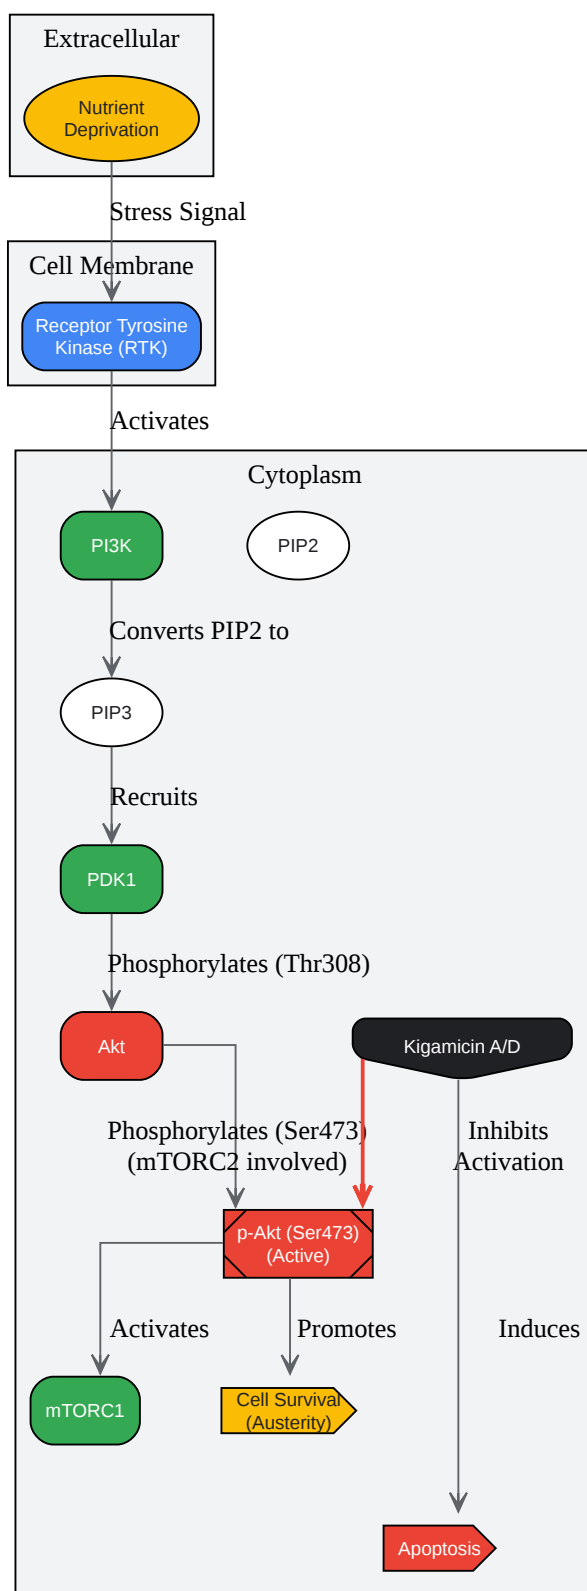 Extracellular
Nutrient
Deprivation
Stress Signal
Cell Membrane
Receptor Tyrosine
Kinase (RTK)
Activates
Cytoplasm
PI3K
PIP2
Converts PIP2 to
PIP3
Recruits
PDK1
Phosphorylates (Thr308)
Akt
Kigamicin A/D
Phosphorylates (Ser473)
(mTORC2 involved)
Inhibits
Activation
p-Akt (Ser473)
(Active)
Activates
Promotes
Induces
mTORC1
Cell Survival
(Austerity)
Apoptosis